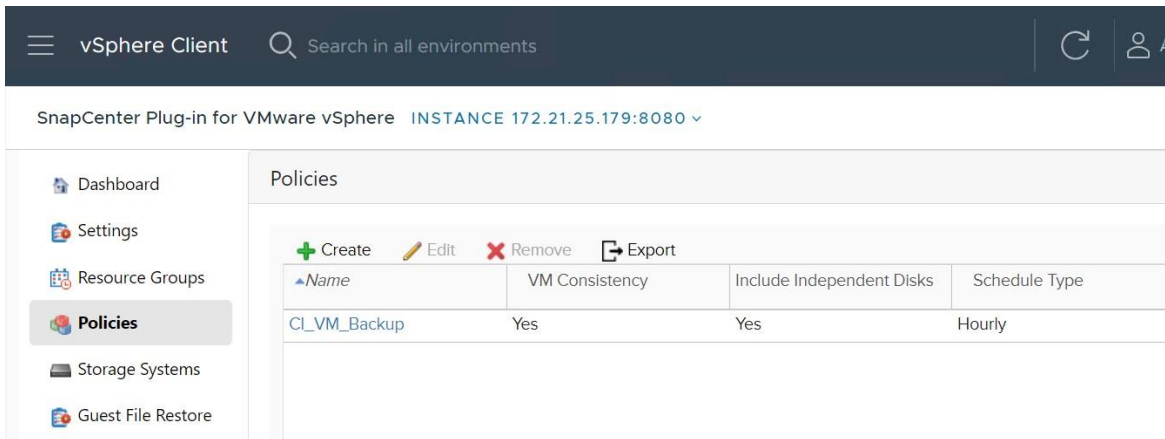 vSphere Client Search in all environments
SnapCenter Plug-in for VMware vSphere INSTANCE 172.21.25.179:8080
Dashboard
Settings
Resource Groups
Policies
Storage Systems
Guest File Restore
Policies
Create Edit Remove Export
Name VM Consistency Include Independent Disks Schedule Type
CI_VM_Backup Yes Yes Hourly